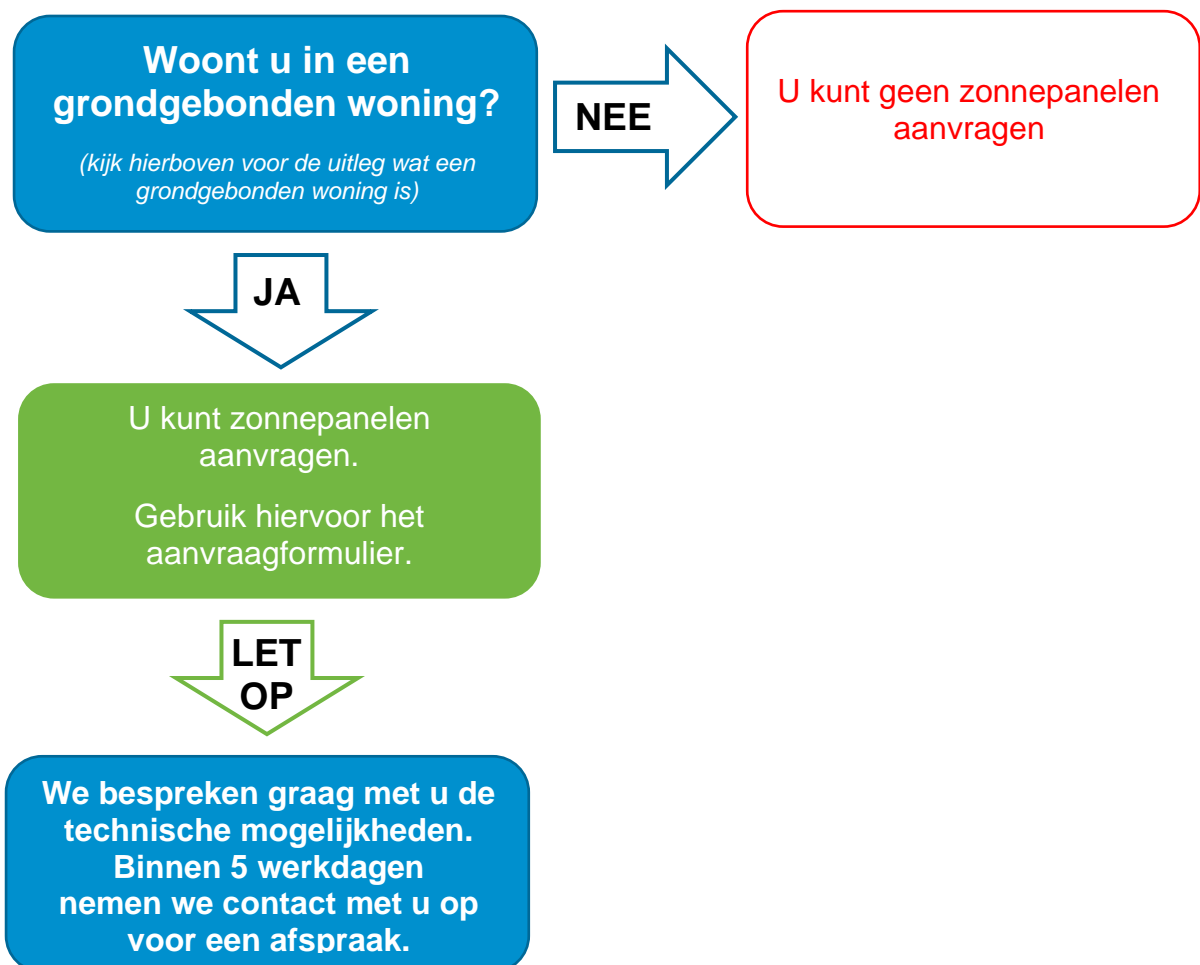 Woont u in een
grondgebonden woning?
(kijk hierboven voor de uitleg wat een
grondgebonden woning is)
NEE
U kunt geen zonnepanelen
aanvragen
JA
U kunt zonnepanelen
aanvragen.
Gebruik hiervoor het
aanvraagformulier.
LET
OP
We bespreken graag met u de
technische mogelijkheden.
Binnen 5 werkdagen
nemen we contact met u op
voor een afspraak.